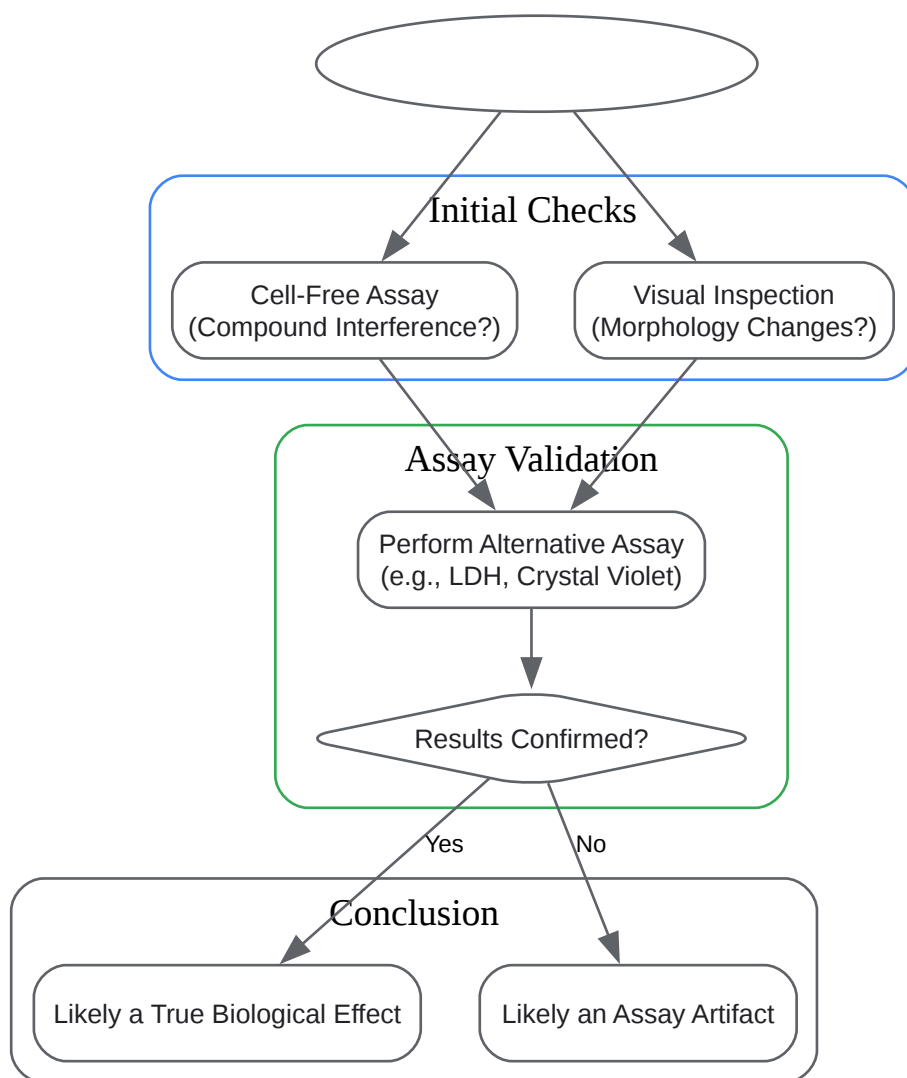 Initial Checks
Cell-Free Assay
(Compound Interference?)
Visual Inspection
(Morphology Changes?)
Assay Validation
Perform Alternative Assay
(e.g., LDH, Crystal Violet)
Results Confirmed?
Yes
No
Conclusion
Likely a True Biological Effect
Likely an Assay Artifact